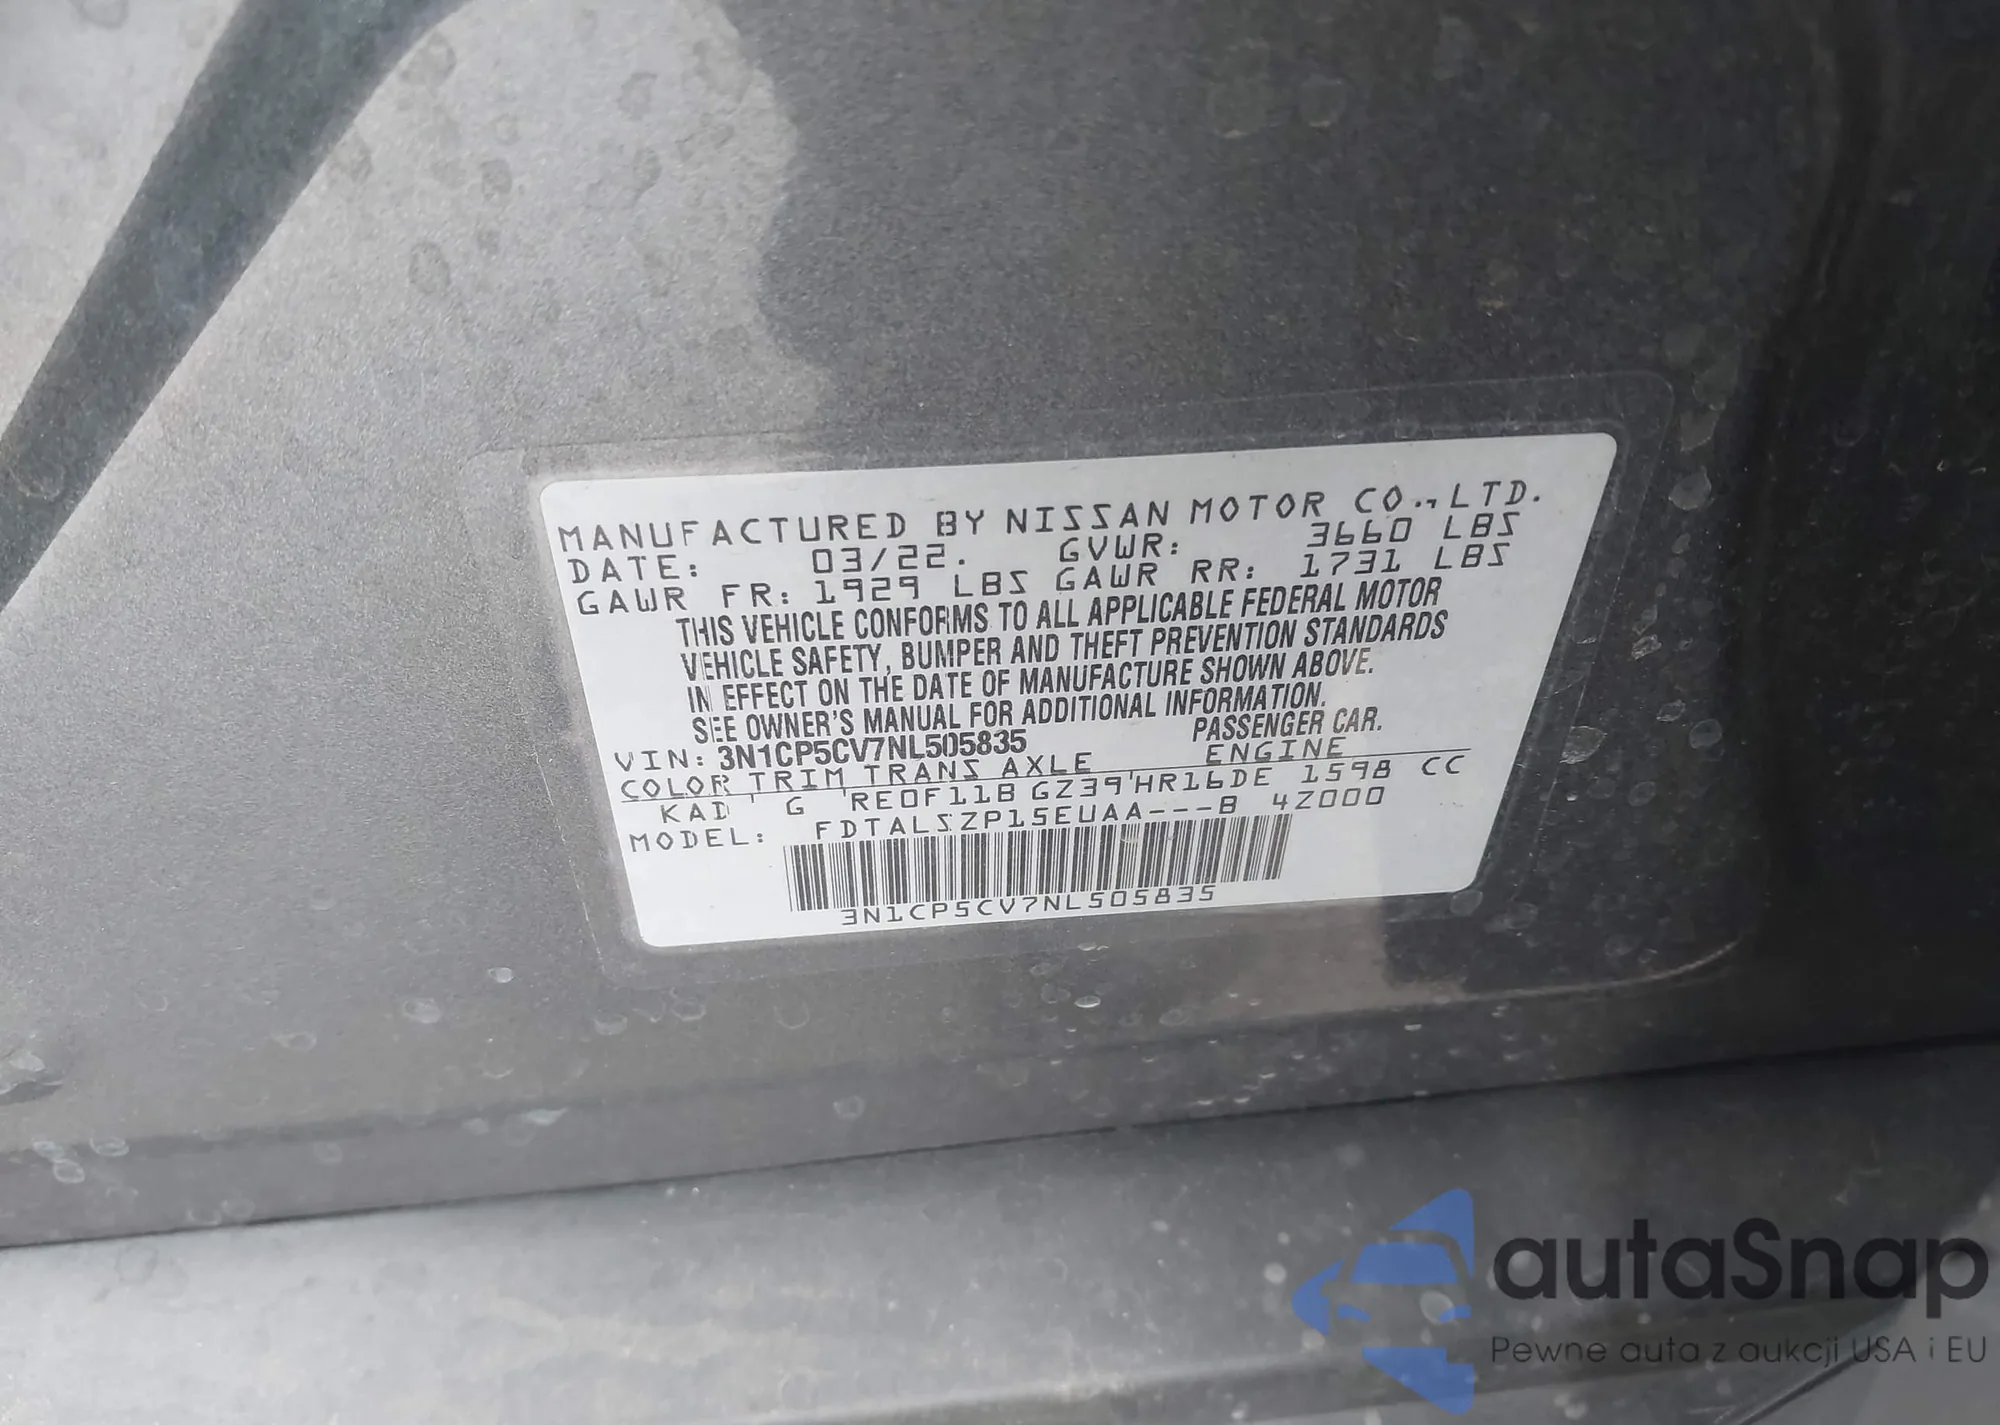 MANUFACTURED BY NISSAN MOTOR CO.,LTD.
DATE: 03/22. GVWR: 3660 LBS
GAWR FR: 1929 LBS GAWR RR: 1731 LBS
THIS VEHICLE CONFORMS TO ALL APPLICABLE FEDERAL MOTOR
VEHICLE SAFETY, BUMPER AND THEFT PREVENTION STANDARDS
IN EFFECT ON THE DATE OF MANUFACTURE SHOWN ABOVE.
SEE OWNER'S MANUAL FOR ADDITIONAL INFORMATION.
VIN: 3N1CP5CV7NL505835 PASSENGER CAR.
COLOR TRIM TRANS AXLE ENGINE
KAD G RE0F11B GZ39 HR16DE 1598 CC
MODEL: FDTALSZP15EUAA---B 4Z000
3N1CP5CV7NL505835
autaSnap
Pewne auta z aukcji USA i EU